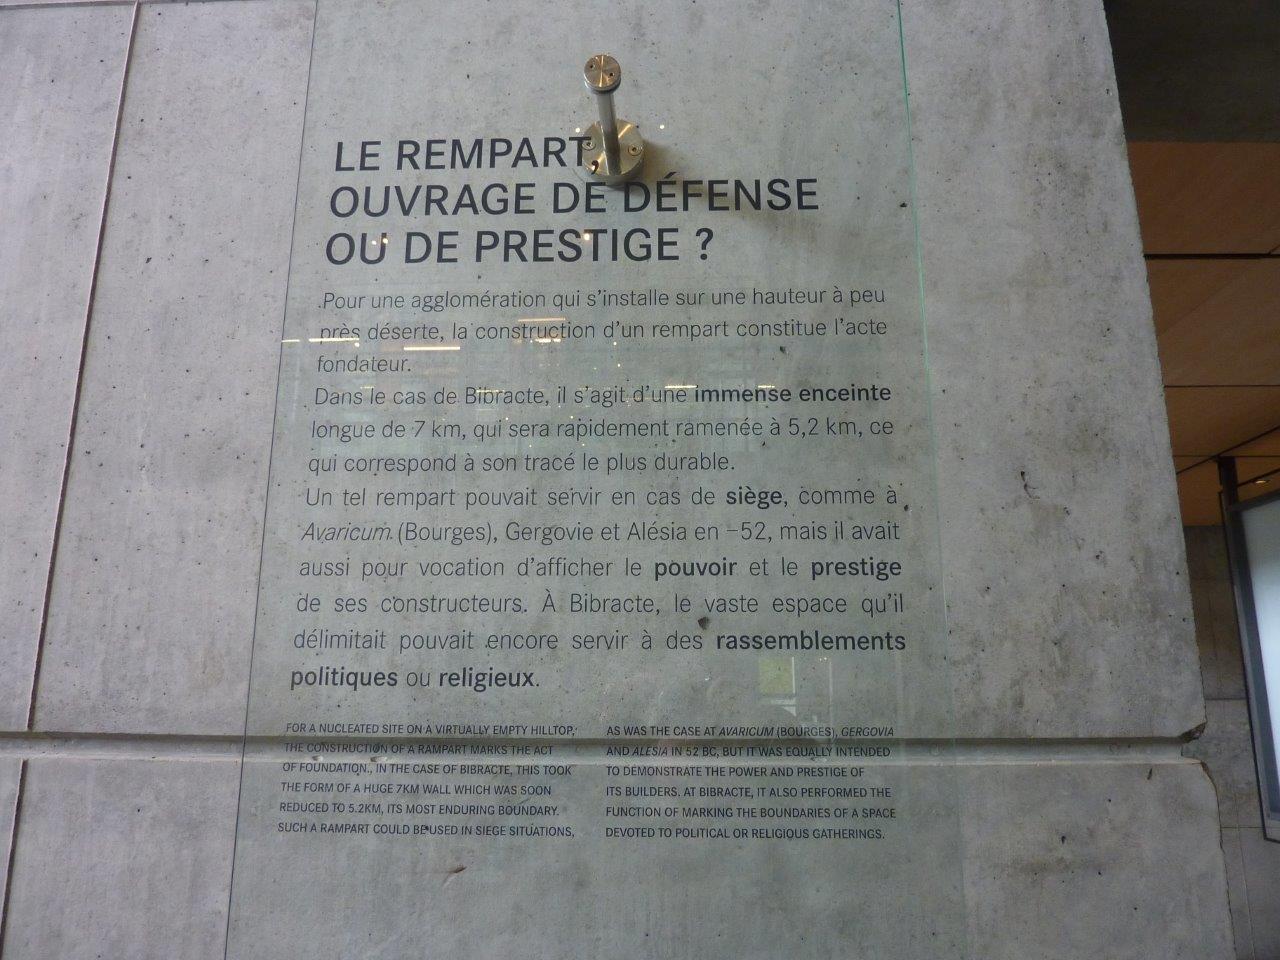 LE REMPART,
OUVRAGE DE DÉFENSE
OU DE PRESTIGE ?
Pour une agglomération qui s'installe sur une hauteur à peu
près déserte, la construction d'un rempart constitue l'acte
fondateur.
Dans le cas de Bibracte, il s'agit d'une immense enceinte
longue de 7 km, qui sera rapidement ramenée à 5,2 km, ce
qui correspond à son tracé le plus durable.
Un tel rempart pouvait servir en cas de siège, comme à
Avaricum (Bourges), Gergovie et Alésia en –52, mais il avait
aussi pour vocation d'afficher le pouvoir et le prestige
de ses constructeurs. À Bibracte, le vaste espace qu'il
délimitait pouvait encore servir à des rassemblements
politiques ou religieux.
FOR A NUCLEATED SITE ON A VIRTUALLY EMPTY HILLTOP,
THE CONSTRUCTION OF A RAMPART MARKS THE ACT
OF FOUNDATION., IN THE CASE OF BIBRACTE, THIS TOOK
THE FORM OF A HUGE 7KM WALL WHICH WAS SOON
REDUCED TO 5.2KM, ITS MOST ENDURING BOUNDARY.
SUCH A RAMPART COULD BE USED IN SIEGE SITUATIONS,
AS WAS THE CASE AT AVARICUM (BOURGES), GERGOVIA
AND ALESIA IN 52 BC, BUT IT WAS EQUALLY INTENDED
TO DEMONSTRATE THE POWER AND PRESTIGE OF
ITS BUILDERS. AT BIBRACTE, IT ALSO PERFORMED THE
FUNCTION OF MARKING THE BOUNDARIES OF A SPACE
DEVOTED TO POLITICAL OR RELIGIOUS GATHERINGS.